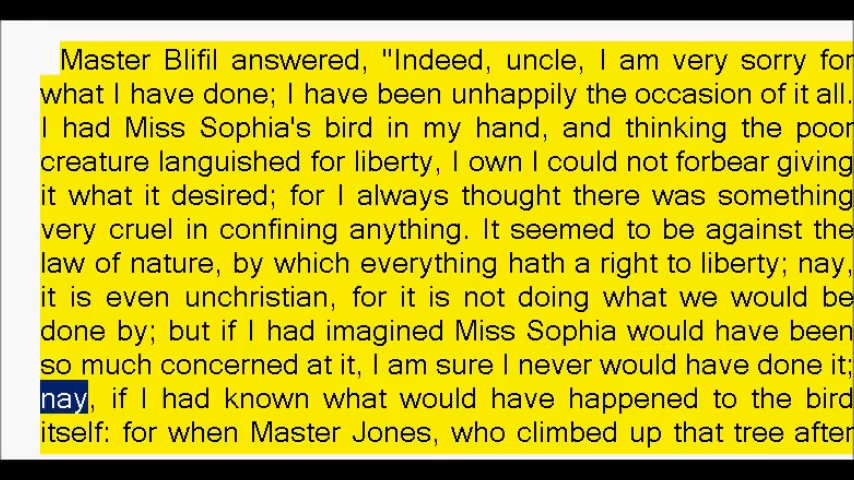 Master Blifil answered, "Indeed, uncle, I am very sorry for
what I have done; I have been unhappily the occasion of it all.
I had Miss Sophia's bird in my hand, and thinking the poor
creature languished for liberty, I own I could not forbear giving
it what it desired; for I always thought there was something
very cruel in confining anything. It seemed to be against the
law of nature, by which everything hath a right to liberty; nay,
it is even unchristian, for it is not doing what we would be
done by; but if I had imagined Miss Sophia would have been
so much concerned at it, I am sure I never would have done it;
nay, if I had known what would have happened to the bird
itself: for when Master Jones, who climbed up that tree after